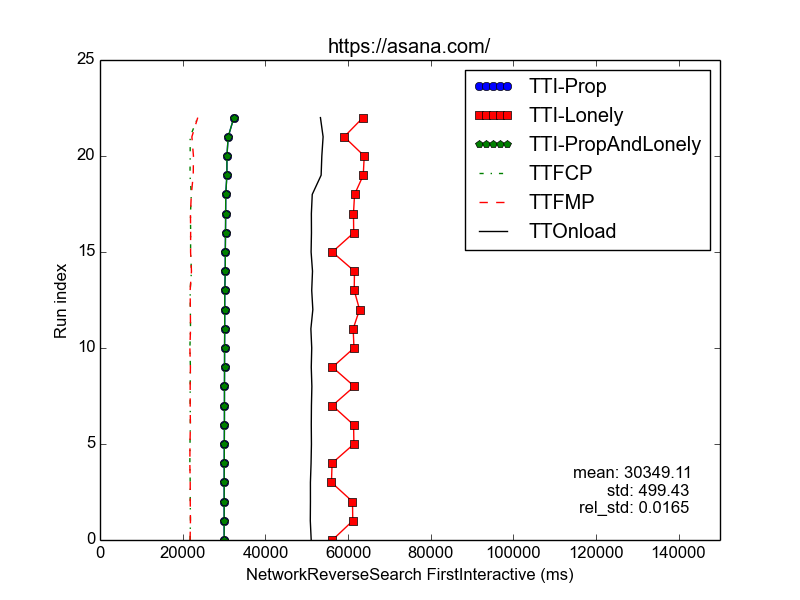 https://asana.com/
25
20
15
10
5
0
Run index
TTI-Prop
TTI-Lonely
TTI-PropAndLonely
TTFCP
TTFMP
TTOnload
mean: 30349.11
std: 499.43
rel_std: 0.0165
0 20000 40000 60000 80000 100000 120000 140000
NetworkReverseSearch FirstInteractive (ms)